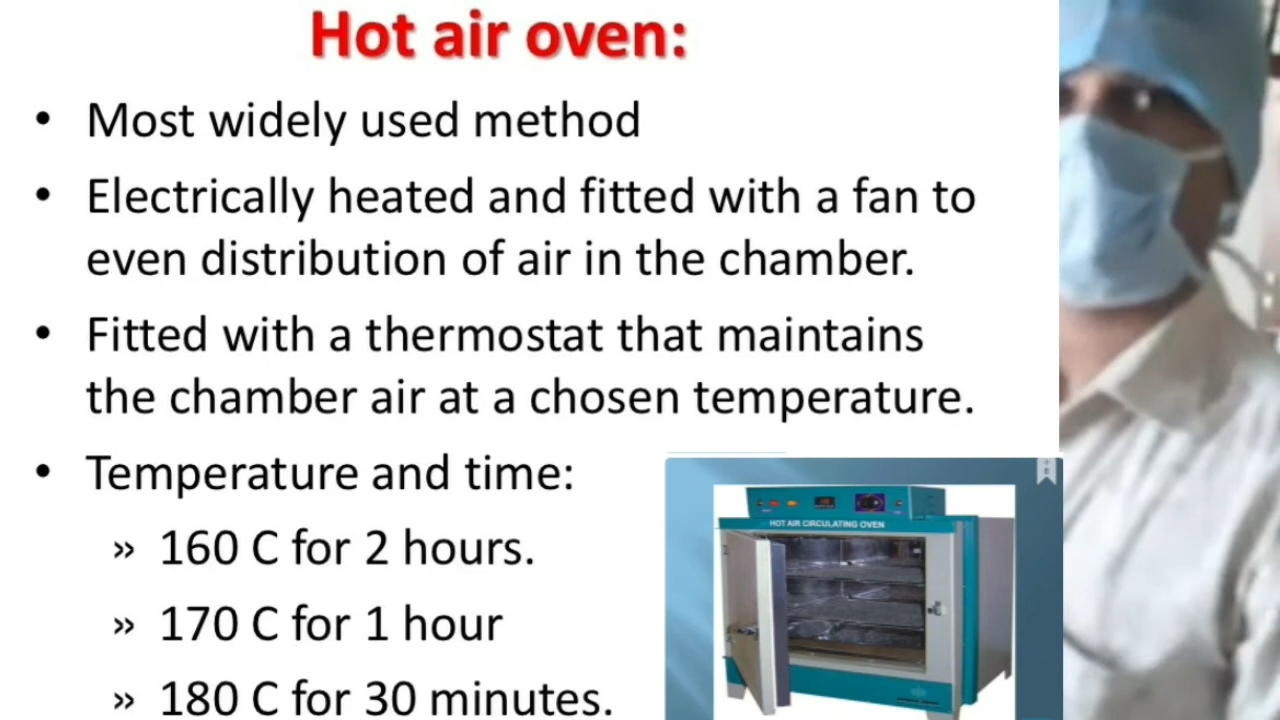 Hot air oven:
• Most widely used method
• Electrically heated and fitted with a fan to
even distribution of air in the chamber.
• Fitted with a thermostat that maintains
the chamber air at a chosen temperature.
• Temperature and time:
» 160 C for 2 hours.
» 170 C for 1 hour
» 180 C for 30 minutes.
HOT AIR CIRCULATING OVEN